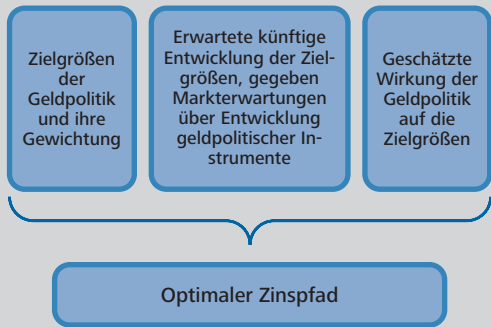 Zielgrößen
der
Geldpolitik
und ihre
Gewichtung
Erwartete künftige
Entwicklung der Ziel-
größen, gegeben
Markterwartungen
über Entwicklung
geldpolitischer In-
strumente
Geschätzte
Wirkung der
Geldpolitik
auf die
Zielgrößen
Optimaler Zinspfad